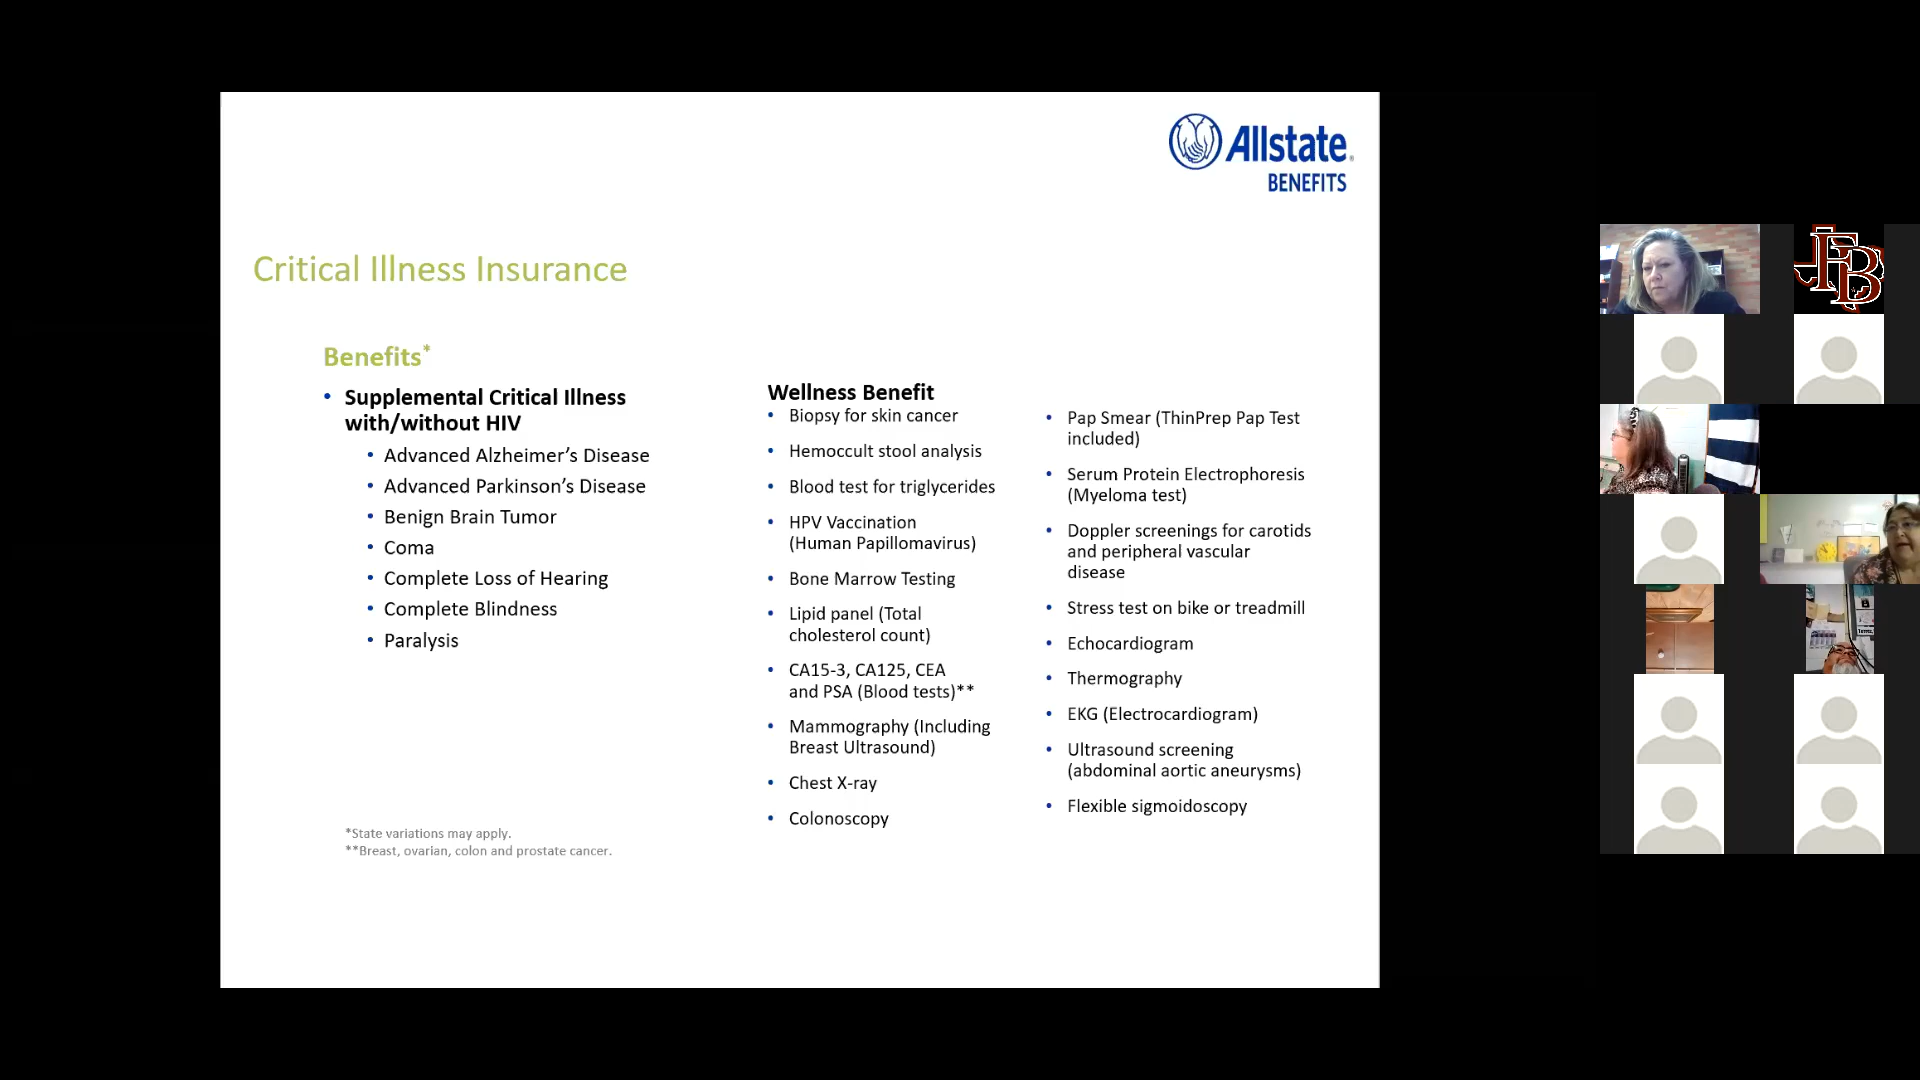 Allstate®
BENEFITS
Critical Illness Insurance
Benefits*
• Supplemental Critical Illness
with/without HIV
• Advanced Alzheimer’s Disease
• Advanced Parkinson’s Disease
• Benign Brain Tumor
• Coma
• Complete Loss of Hearing
• Complete Blindness
• Paralysis
*State variations may apply.
**Breast, ovarian, colon and prostate cancer.
Wellness Benefit
• Biopsy for skin cancer
• Hemoccult stool analysis
• Blood test for triglycerides
• HPV Vaccination
(Human Papillomavirus)
• Bone Marrow Testing
• Lipid panel (Total
cholesterol count)
• CA15-3, CA125, CEA
and PSA (Blood tests)**
• Mammography (Including
Breast Ultrasound)
• Chest X-ray
• Colonoscopy
• Pap Smear (ThinPrep Pap Test
included)
• Serum Protein Electrophoresis
(Myeloma test)
• Doppler screenings for carotids
and peripheral vascular
disease
• Stress test on bike or treadmill
• Echocardiogram
• Thermography
• EKG (Electrocardiogram)
• Ultrasound screening
(abdominal aortic aneurysms)
• Flexible sigmoidoscopy
FB